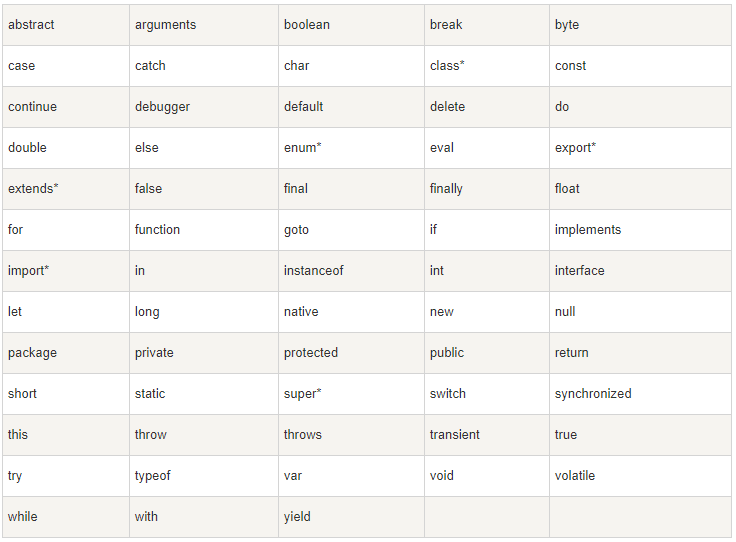 abstract arguments boolean break byte
case catch char class* const
continue debugger default delete do
double else enum* eval export*
extends* false final finally float
for function goto if implements
import* in instanceof int interface
let long native new null
package private protected public return
short static super* switch synchronized
this throw throws transient true
try typeof var void volatile
while with yield